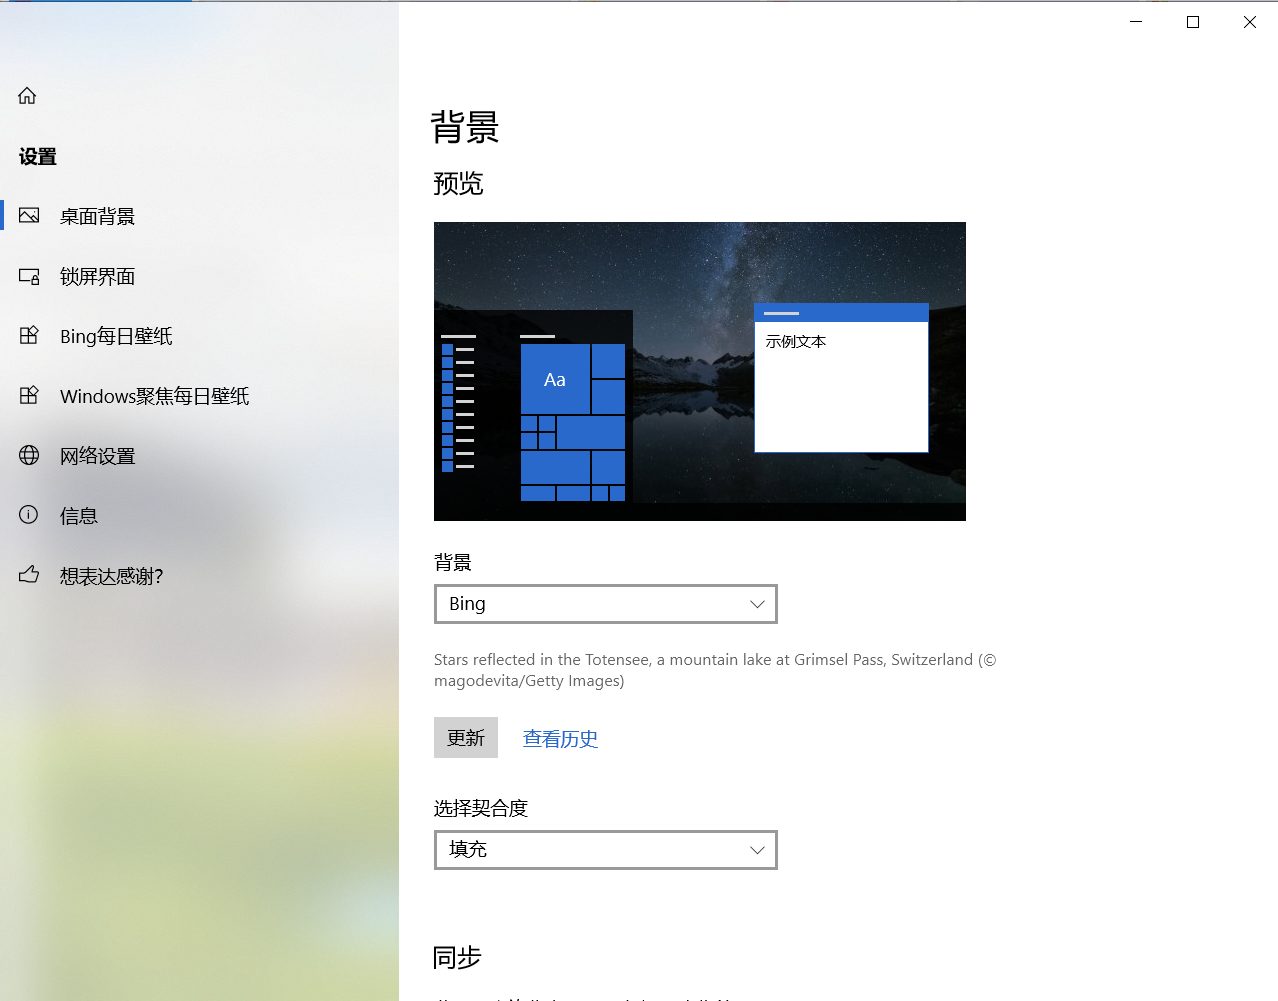 设置
桌面背景
锁屏界面
Bing每日壁纸
Windows聚焦每日壁纸
网络设置
信息
想表达感谢?
背景
预览
Aa
示例文本
背景
Bing
Stars reflected in the Totensee, a mountain lake at Grimsel Pass, Switzerland (©
magodevita/Getty Images)
更新
查看历史
选择契合度
填充
同步